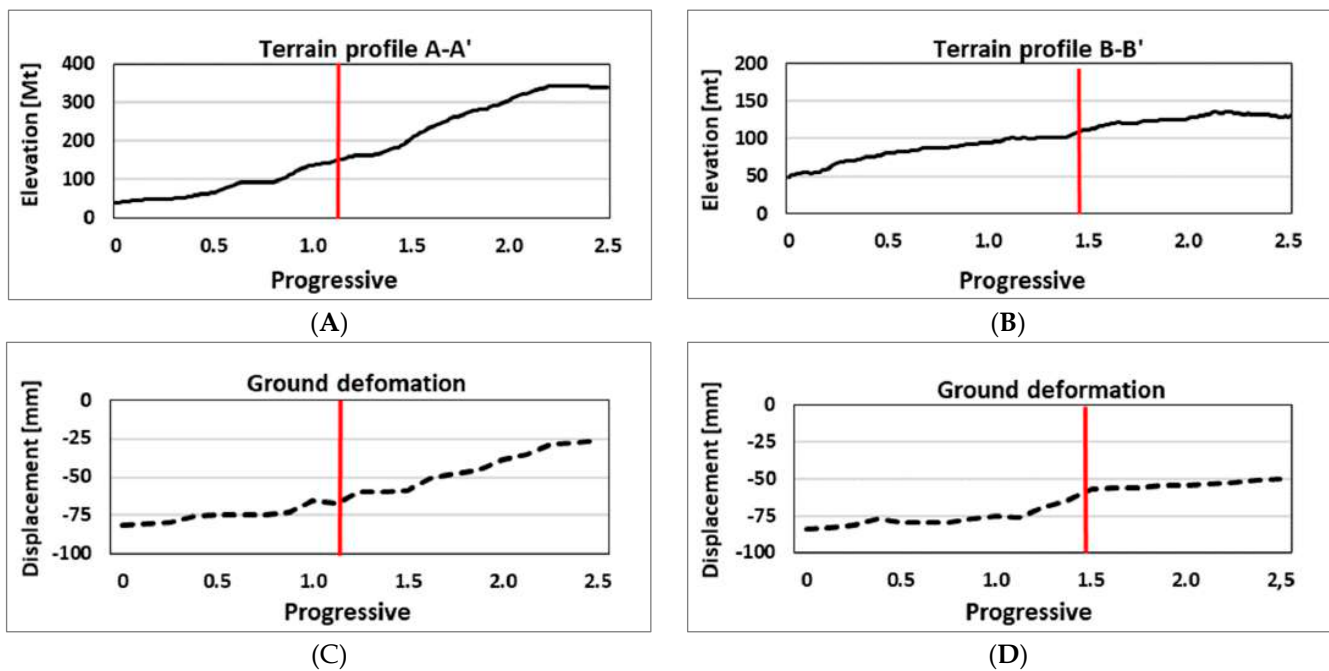 Terrain profile A-A'
Elevation [Mt]
400
300
200
100
0
0 0.5 1.0 1.5 2.0 2.5
Progressive
(A)
Terrain profile B-B'
Elevation [mt]
200
150
100
50
0
0 0.5 1.0 1.5 2.0 2.5
Progressive
(B)
Ground defomation
Displacement [mm]
0
-25
-50
-75
-100
0 0.5 1.0 1.5 2.0 2.5
Progressive
(C)
Ground deformation
Displacement [mm]
0
-25
-50
-75
-100
0 0.5 1.0 1.5 2.0 2,5
Progressive
(D)